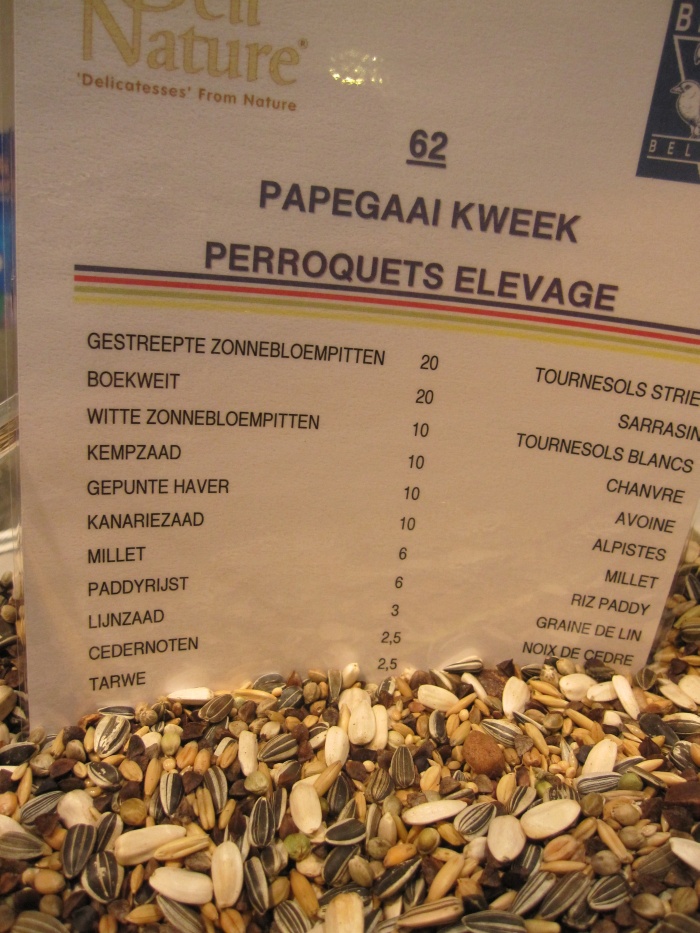 Nature®
'Delicatesses' From Nature
62
PAPEGAAI KWEEK
PERROQUETS ELEVAGE
GESTREEPTE ZONNEBLOEMPITTEN 20 TOURNESOLS STRIE
BOEKWEIT 20 SARRASIN
WITTE ZONNEBLOEMPITTEN 10 TOURNESOLS BLANCS
KEMPZAAD 10 CHANVRE
GEPUNTE HAVER 10 AVOINE
KANARIEZAAD 10 ALPISTES
MILLET 6 MILLET
PADDYRIJST 6 RIZ PADDY
LIJNZAAD 3 GRAINE DE LIN
CEDERNOTEN 2,5 NOIX DE CEDRE
TARWE 2,5
B
BEL